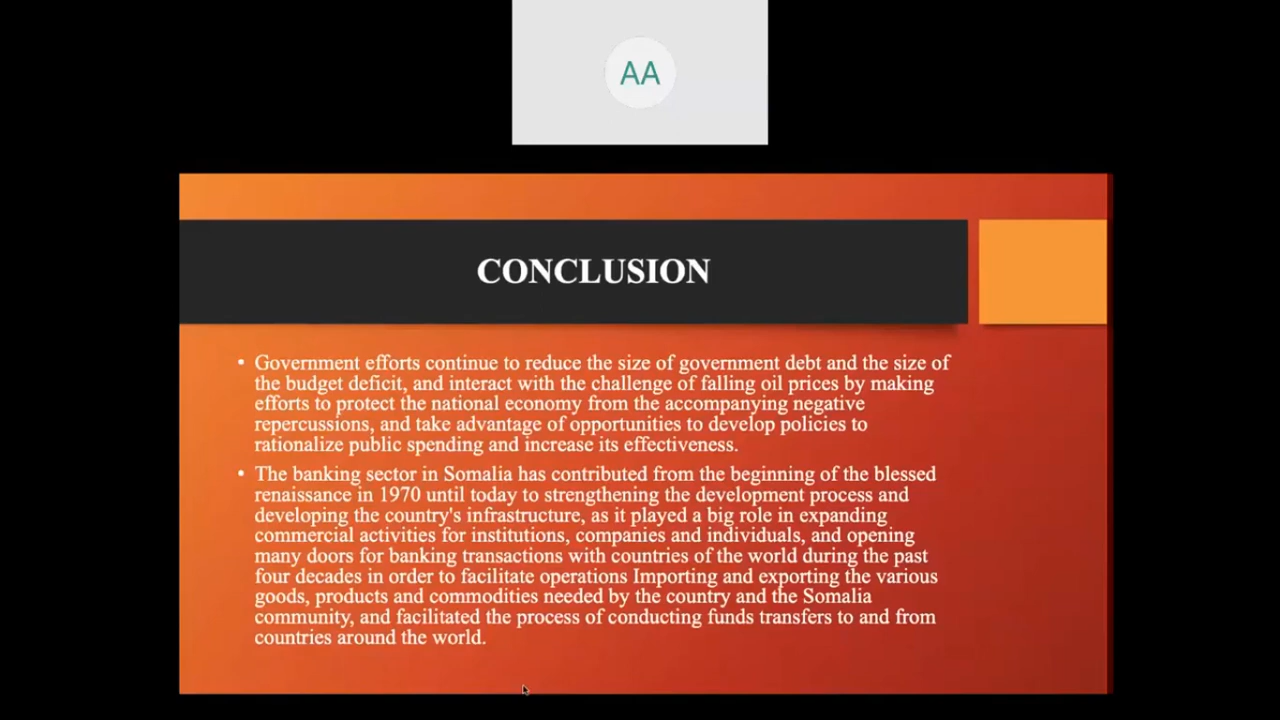 AA
CONCLUSION
• Government efforts continue to reduce the size of government debt and the size of
the budget deficit, and interact with the challenge of falling oil prices by making
efforts to protect the national economy from the accompanying negative
repercussions, and take advantage of opportunities to develop policies to
rationalize public spending and increase its effectiveness.
• The banking sector in Somalia has contributed from the beginning of the blessed
renaissance in 1970 until today to strengthening the development process and
developing the country's infrastructure, as it played a big role in expanding
commercial activities for institutions, companies and individuals, and opening
many doors for banking transactions with countries of the world during the past
four decades in order to facilitate operations Importing and exporting the various
goods, products and commodities needed by the country and the Somalia
community, and facilitated the process of conducting funds transfers to and from
countries around the world.